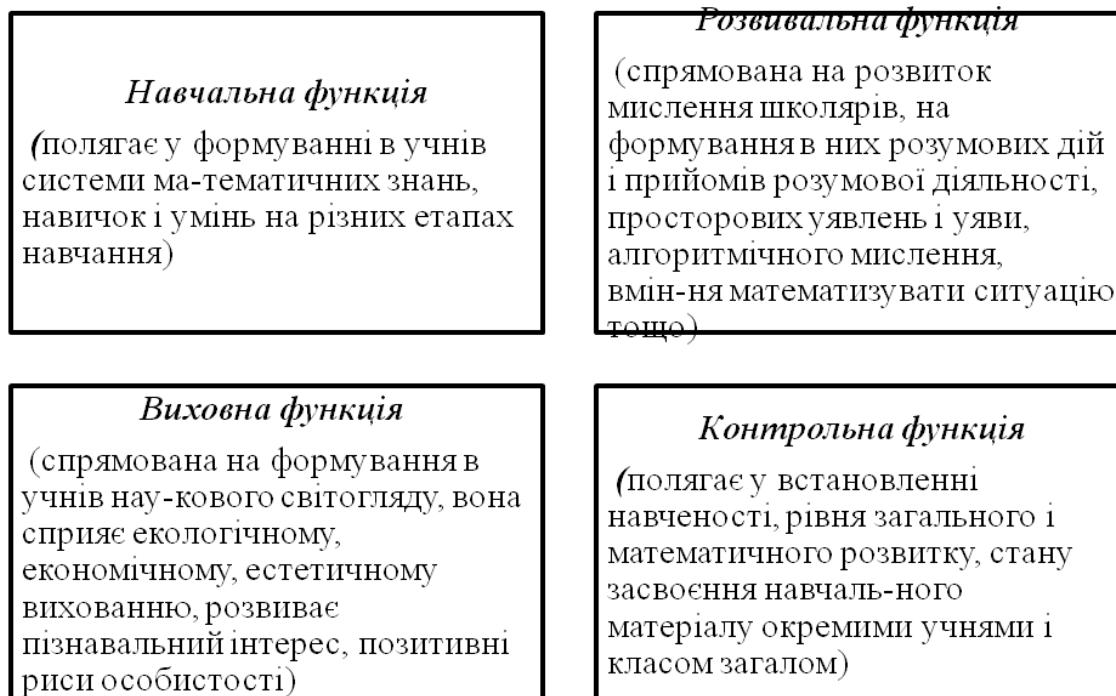 Навчальна функція
(полягає у формуванні в учнів
системи ма-тематичних знань,
навичок і умінь на різних етапах
навчання)
Розвивальна функція
(спрямована на розвиток
мислення школярів, на
формування в них розумових дій
і прийомів розумової діяльності,
просторових уявлень і уяви,
алгоритмічного мислення,
вмін-ня математизувати ситуацію
тощо)
Виховна функція
(спрямована на формування в
учнів нау-кового світогляду, вона
сприяє екологічному,
економічному, естетичному
вихованню, розвиває
пізнавальний інтерес, позитивні
риси особистості)
Контрольна функція
(полягає у встановленні
навченості, рівня загального і
математичного розвитку, стану
засвоєння навчаль-ного
матеріалу окремими учнями і
класом загалом)